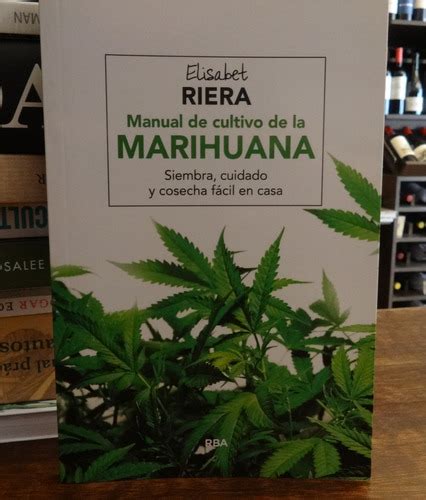 Elisabet
RIERA
Manual de cultivo de la
MARIHUANA
Siembra, cuidado
y cosecha fácil en casa
RBA